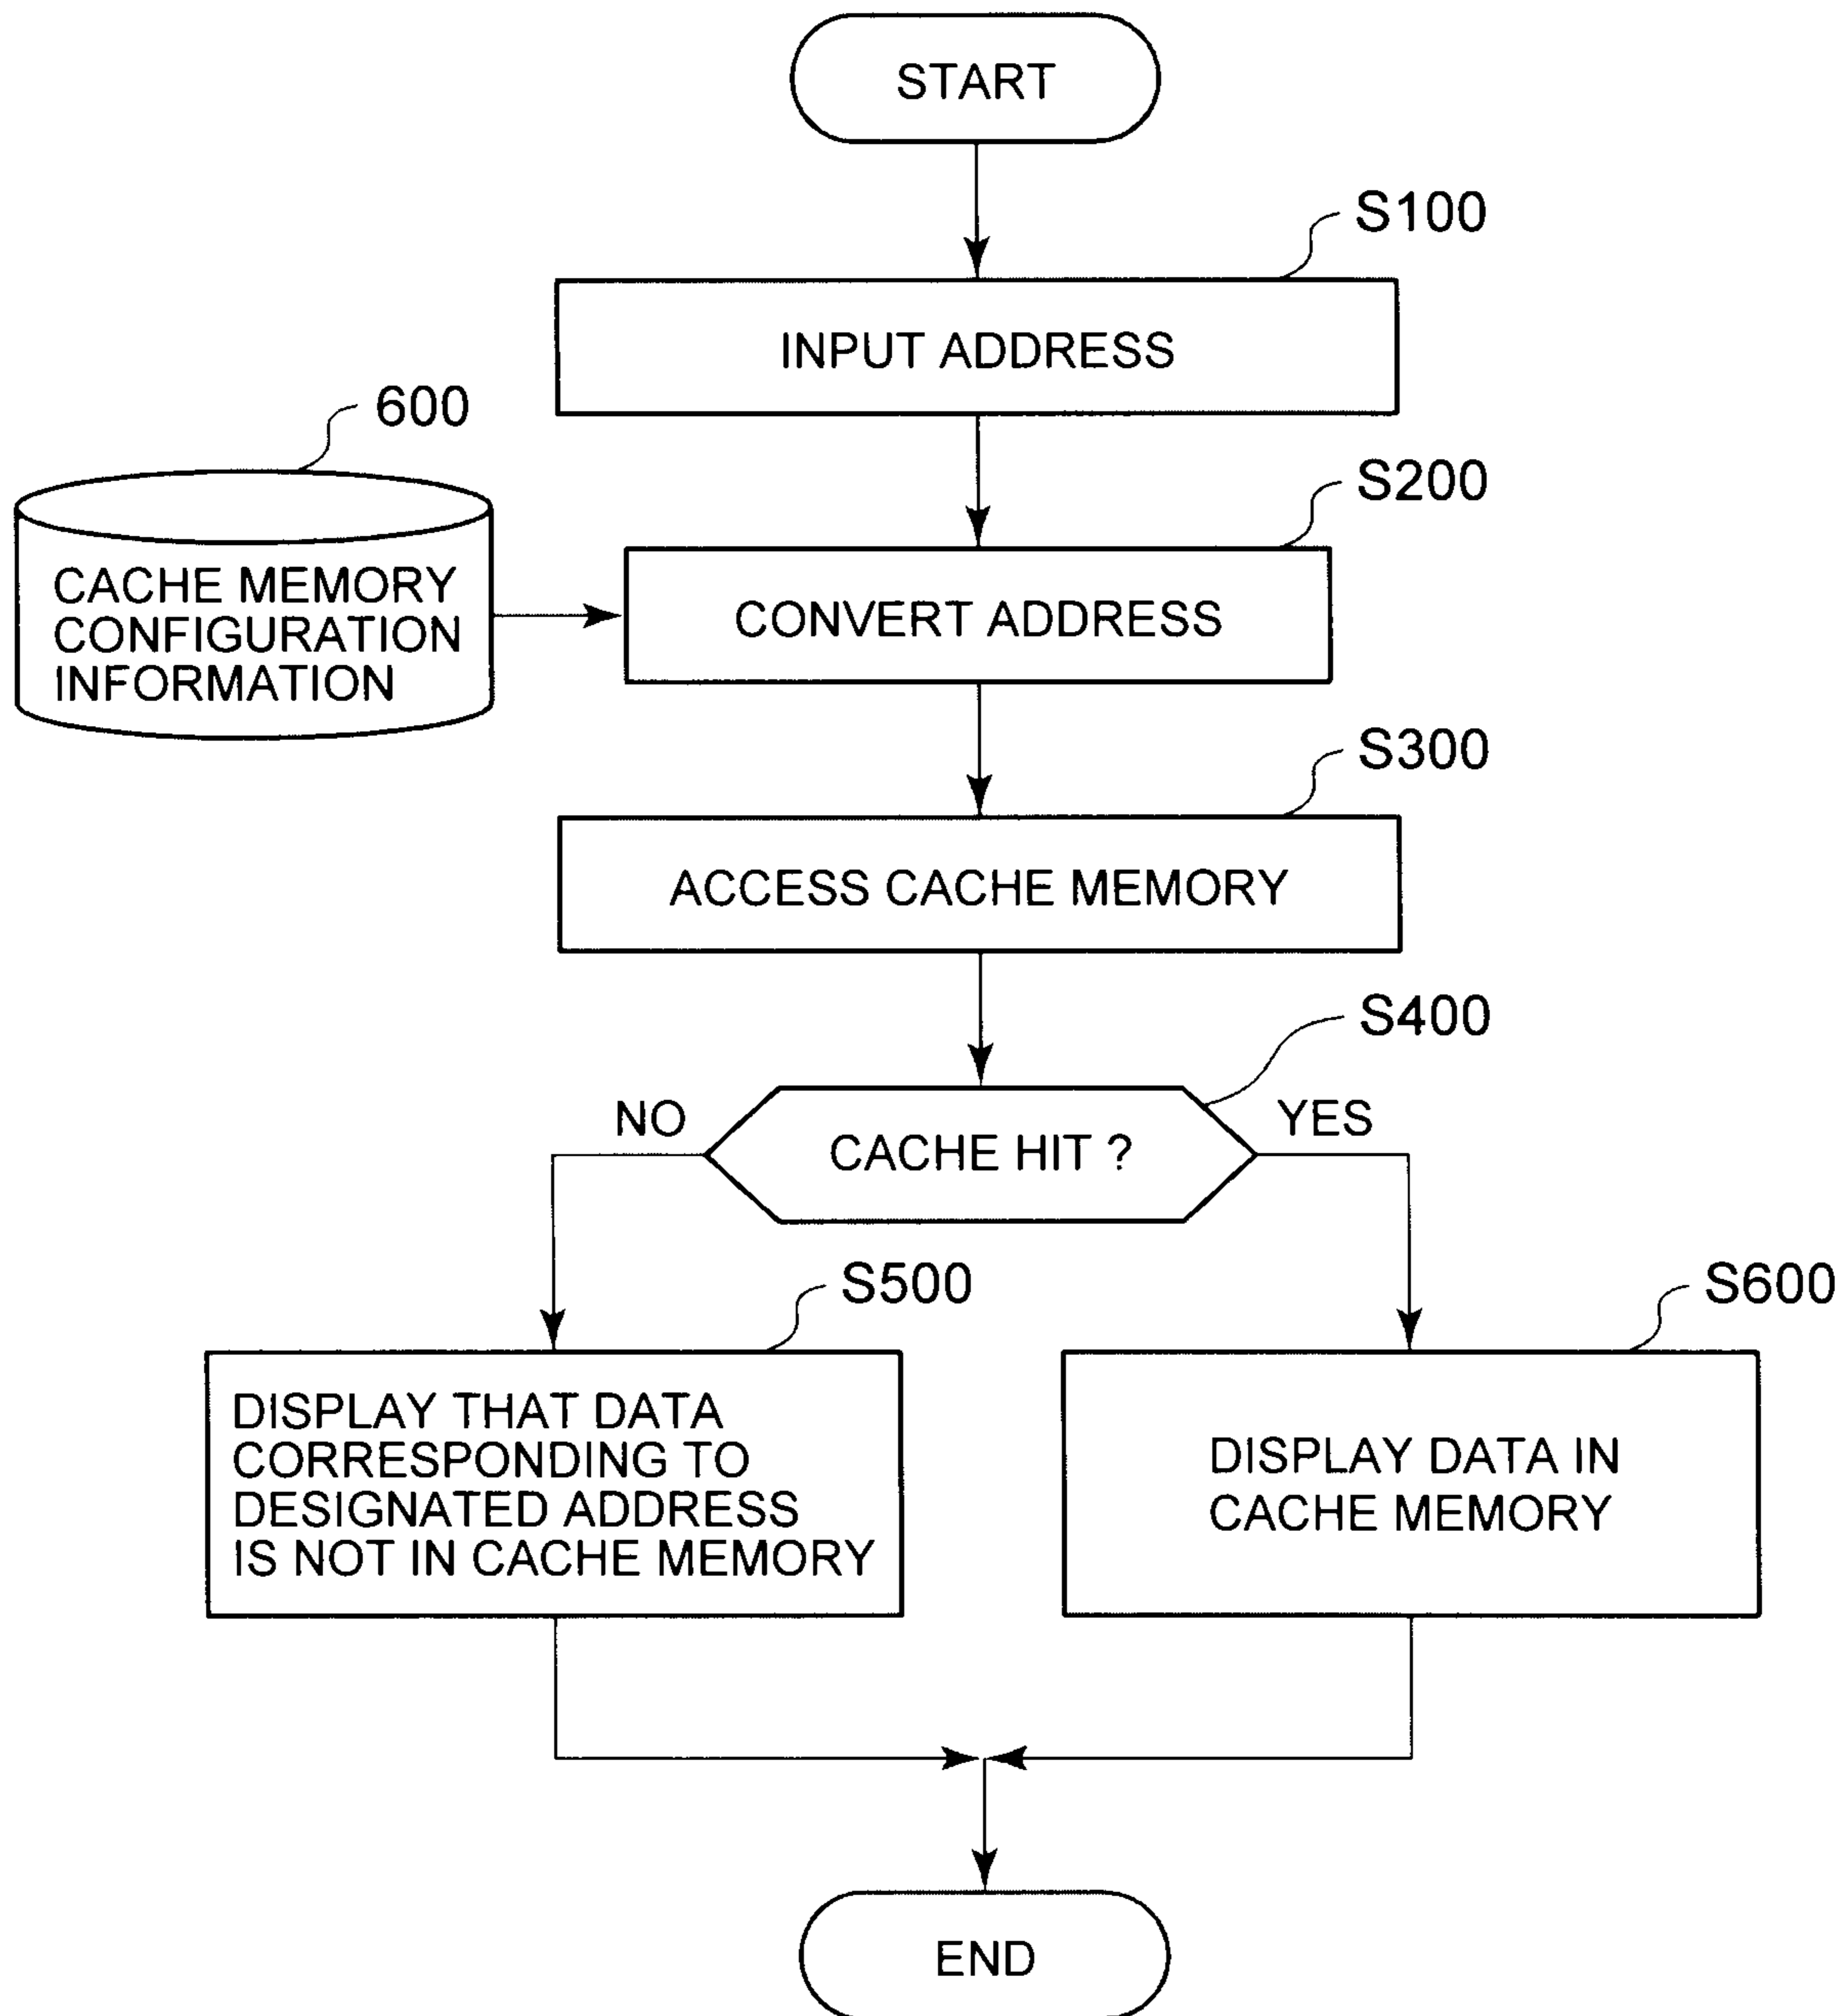 START
S100
INPUT ADDRESS
600
S200
CACHE MEMORY
CONFIGURATION
INFORMATION
CONVERT ADDRESS
S300
ACCESS CACHE MEMORY
S400
NO
YES
CACHE HIT ?
S500
S600
DISPLAY THAT DATA
CORRESPONDING TO
DESIGNATED ADDRESS
IS NOT IN CACHE MEMORY
DISPLAY DATA IN
CACHE MEMORY
END